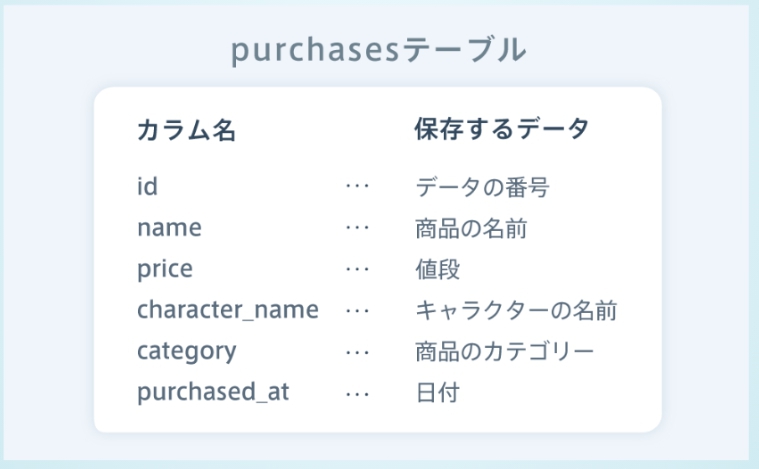 purchasesテーブル
カラム名 保存するデータ
id ... データの番号
name ... 商品の名前
price ... 値段
character_name ... キャラクターの名前
category ... 商品のカテゴリー
purchased_at ... 日付